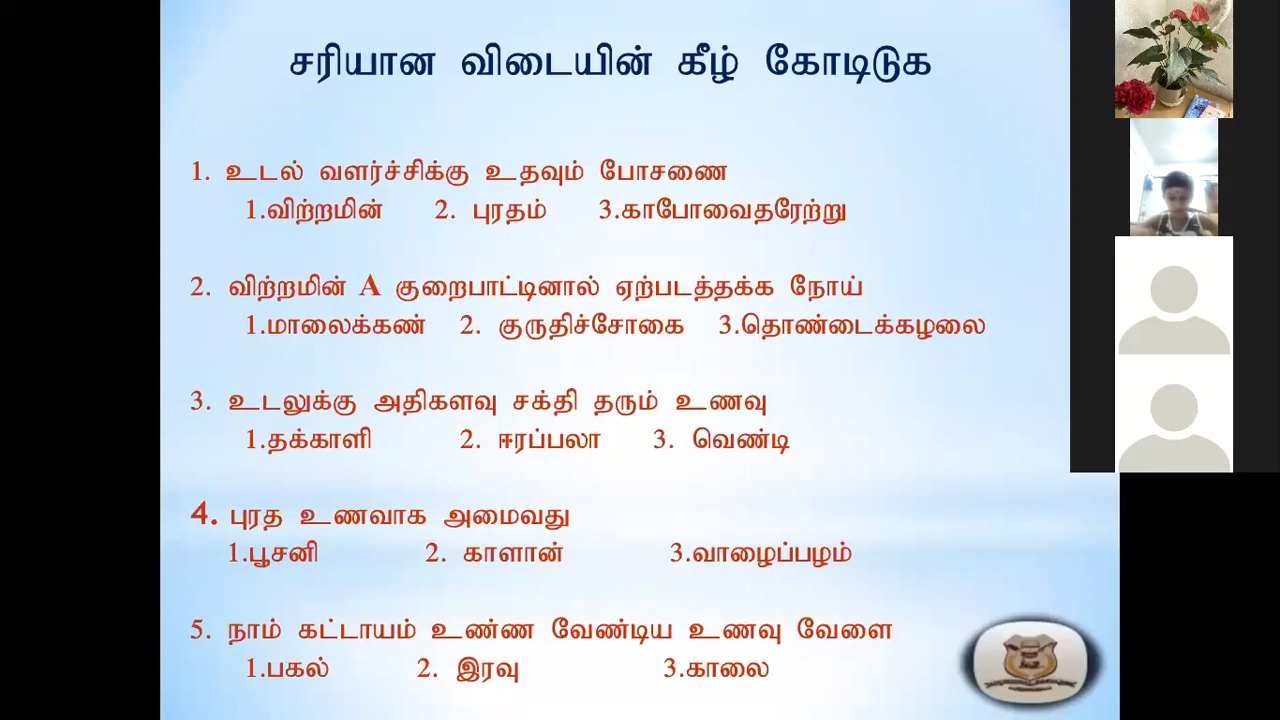 சரியான விடையின் கீழ் கோடிடுக
1. உடல் வளர்ச்சிக்கு உதவும் போசணை
1.விற்றமின் 2. புரதம் 3.காபோவைதரேற்று
2. விற்றமின் A குறைபாட்டினால் ஏற்படத்தக்க நோய்
1.மாலைக்கண் 2. குருதிச்சோகை 3.தொண்டைக்கழலை
3. உடலுக்கு அதிகளவு சக்தி தரும் உணவு
1.தக்காளி 2. ஈரப்பலா 3. வெண்டி
4. புரத உணவாக அமைவது
1.பூசனி 2. காளான் 3.வாழைப்பழம்
5. நாம் கட்டாயம் உண்ண வேண்டிய உணவு வேளை
1.பகல் 2. இரவு 3.காலை